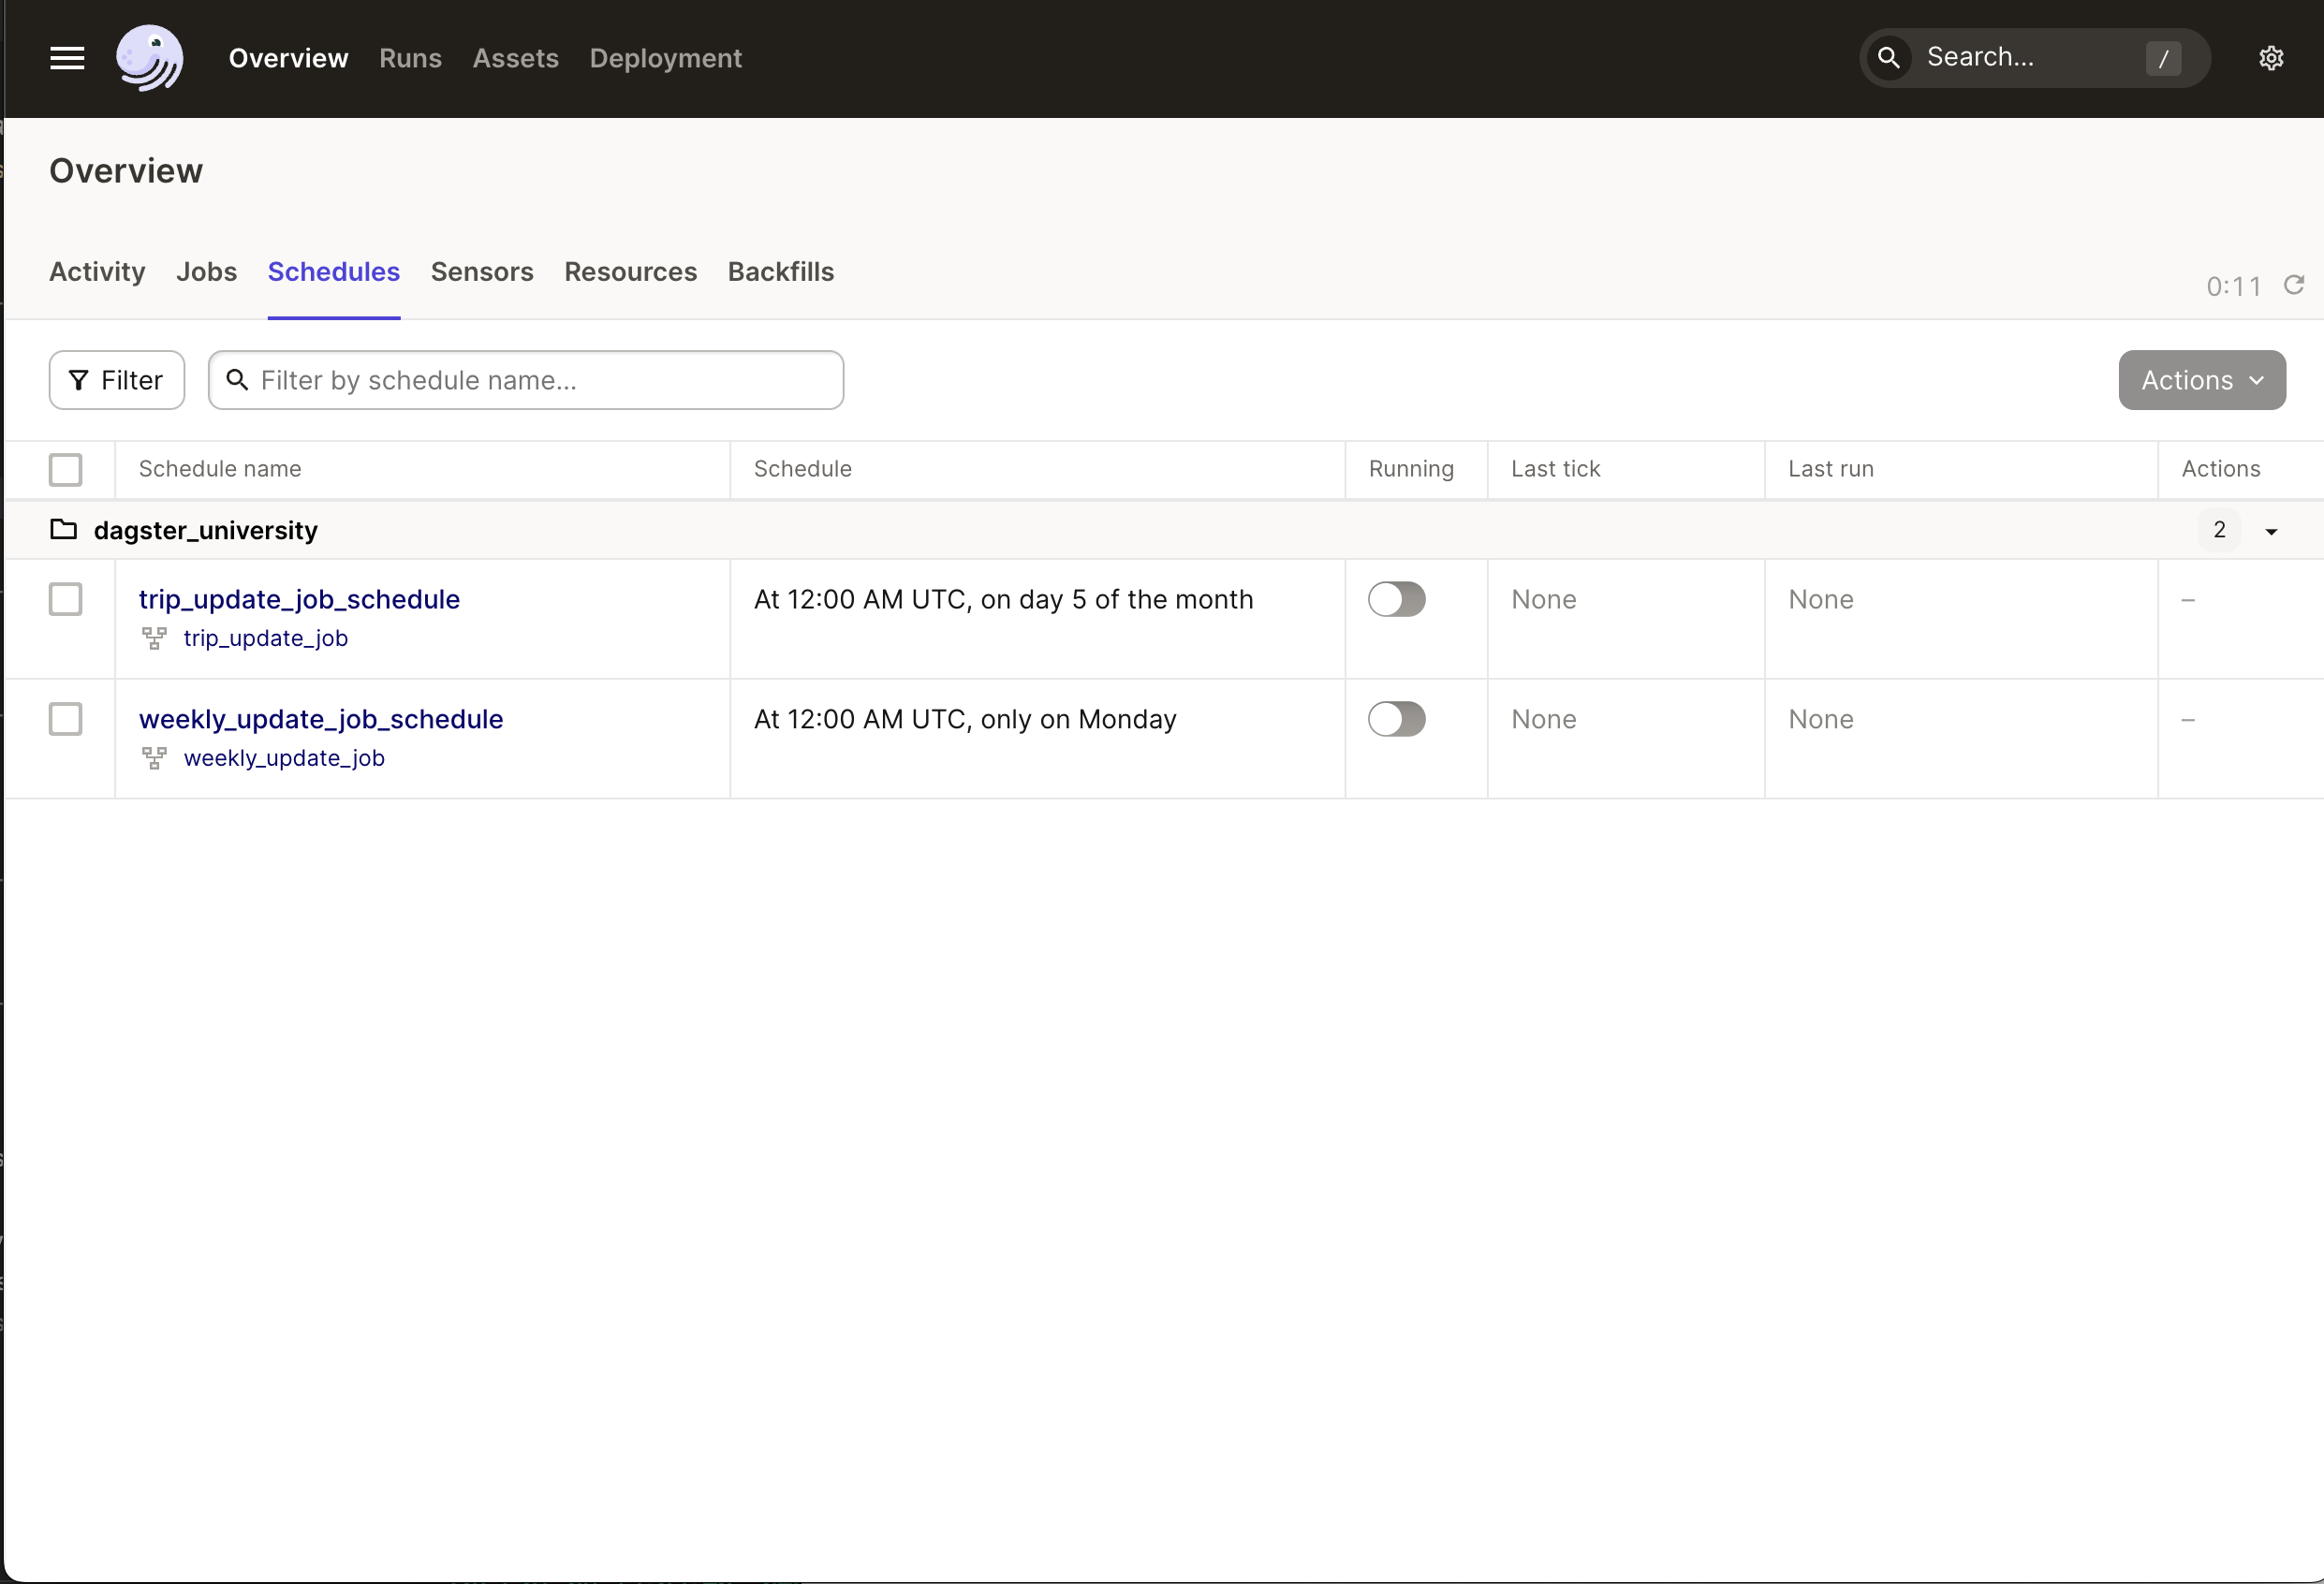 Overview Runs Assets Deployment Search... /
Overview
Activity Jobs Schedules Sensors Resources Backfills 0:11
Filter Filter by schedule name... Actions
Schedule name Schedule Running Last tick Last run Actions
dagster_university 2
trip_update_job_schedule At 12:00 AM UTC, on day 5 of the month None None –
trip_update_job
weekly_update_job_schedule At 12:00 AM UTC, only on Monday None None –
weekly_update_job